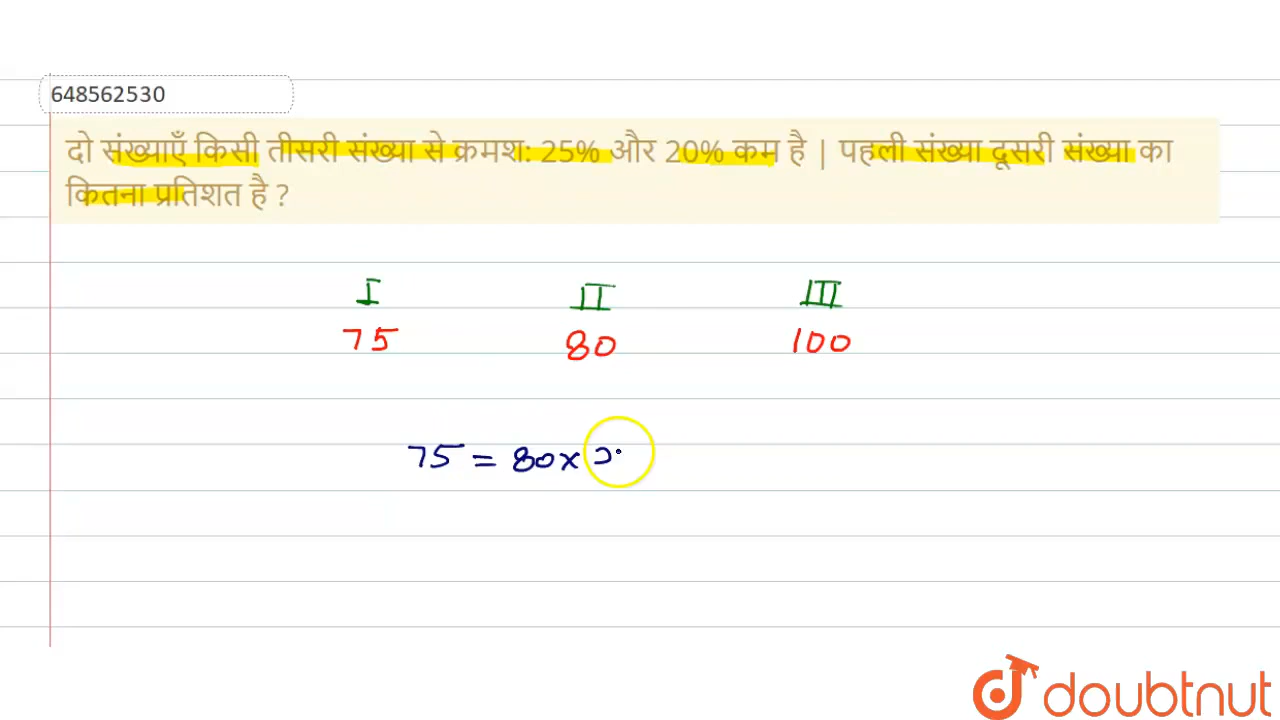 648562530
दो संख्याएँ किसी तीसरी संख्या से क्रमश: 25% और 20% कम है | पहली संख्या दूसरी संख्या का
कितना प्रतिशत है ?
I II III
75 80 100
75 = 80 x
doubtnut